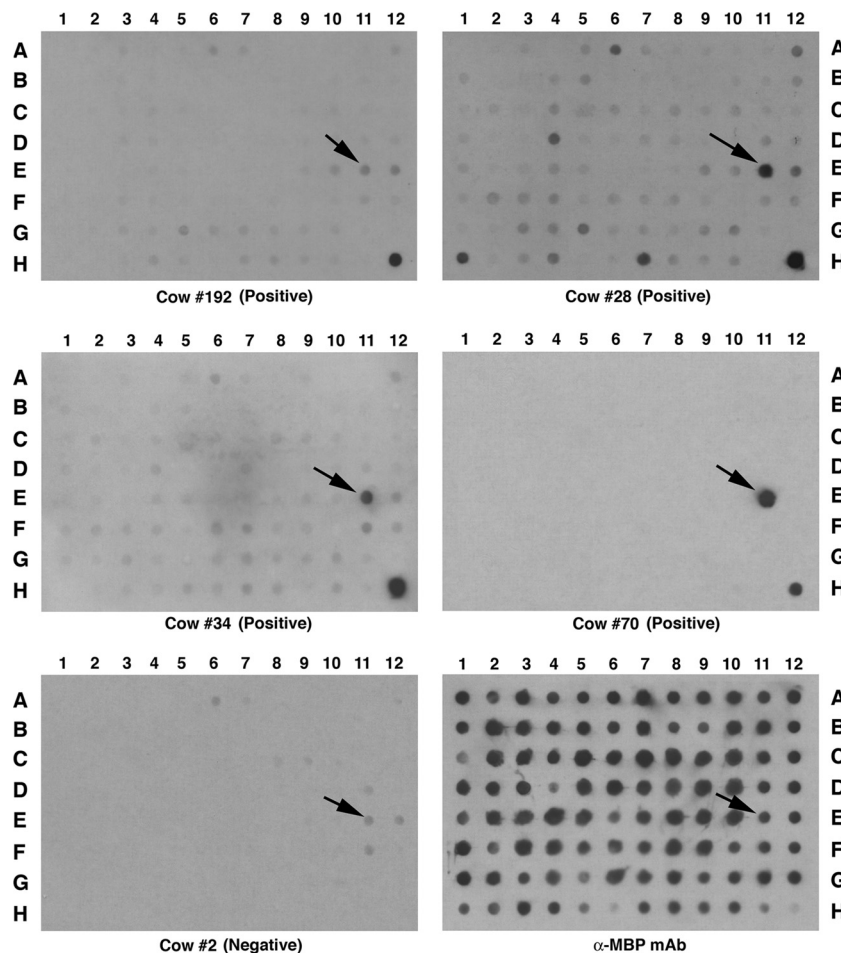 1 2 3 4 5 6 7 8 9 10 11 12
A
B
C
D
E
F
G
H
Cow #192 (Positive)
1 2 3 4 5 6 7 8 9 10 11 12
A
B
C
D
E
F
G
H
Cow #28 (Positive)
1 2 3 4 5 6 7 8 9 10 11 12
A
B
C
D
E
F
G
H
Cow #34 (Positive)
1 2 3 4 5 6 7 8 9 10 11 12
A
B
C
D
E
F
G
H
Cow #70 (Positive)
1 2 3 4 5 6 7 8 9 10 11 12
A
B
C
D
E
F
G
H
Cow #2 (Negative)
1 2 3 4 5 6 7 8 9 10 11 12
A
B
C
D
E
F
G
H
α-MBP mAb